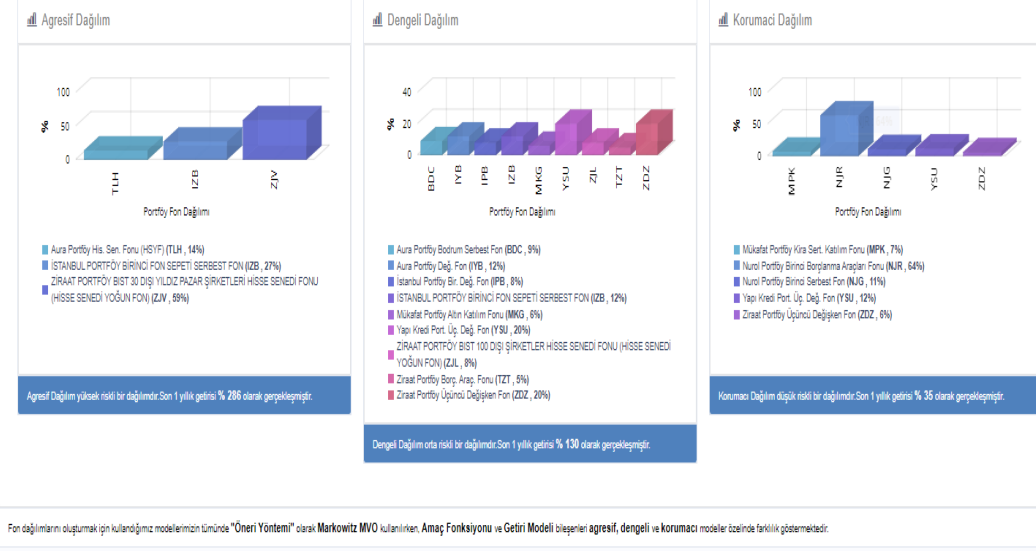 Agresif Dağılım
100
50
0
%
TLH
IZB
ZJV
Portföy Fon Dağılımı
Aura Portföy His. Sen. Fonu (HSYF) (TLH , 14%)
İSTANBUL PORTFÖY BİRİNCİ FON SEPETİ SERBEST FON (IZB , 27%)
ZİRAAT PORTFÖY BIST 30 DIŞI YILDIZ PAZAR ŞİRKETLERİ HİSSE SENEDİ FONU
(HİSSE SENEDİ YOĞUN FON) (ZJV , 59%)
Agresif Dağılım yüksek riskli bir dağılımdır.Son 1 yıllık getirisi % 286 olarak gerçekleşmiştir.
Dengeli Dağılım
40
20
0
%
BDC
IYB
IPB
IZB
MKG
YSU
ZJL
TZT
ZDZ
Portföy Fon Dağılımı
Aura Portföy Bodrum Serbest Fon (BDC , 9%)
Aura Portföy Değ. Fon (IYB , 12%)
İstanbul Portföy Bir. Değ. Fon (IPB , 8%)
İSTANBUL PORTFÖY BİRİNCİ FON SEPETİ SERBEST FON (IZB , 12%)
Mükafat Portföy Altın Katılım Fonu (MKG , 6%)
Yapı Kredi Port. Üç. Değ. Fon (YSU , 20%)
ZİRAAT PORTFÖY BIST 100 DIŞI ŞİRKETLER HİSSE SENEDİ FONU (HİSSE SENEDİ
YOĞUN FON) (ZJL , 8%)
Ziraat Portföy Borç. Araç. Fonu (TZT , 5%)
Ziraat Portföy Üçüncü Değişken Fon (ZDZ , 20%)
Dengeli Dağılım orta riskli bir dağılımdır.Son 1 yıllık getirisi % 130 olarak gerçekleşmiştir.
Korumaci Dağılım
100
50
0
%
MPK
NJR
NJG
YSU
ZDZ
Portföy Fon Dağılımı
Mükafat Portföy Kira Sert. Katılım Fonu (MPK , 7%)
Nurol Portföy Birinci Borçlanma Araçları Fonu (NJR , 64%)
Nurol Portföy Birinci Serbest Fon (NJG , 11%)
Yapı Kredi Port. Üç. Değ. Fon (YSU , 12%)
Ziraat Portföy Üçüncü Değişken Fon (ZDZ , 6%)
Korumacı Dağılım düşük riskli bir dağılımdır.Son 1 yıllık getirisi % 35 olarak gerçekleşmiştir.
Fon dağılımlarını oluşturmak için kullandığımız modellerimizin tümünde "Öneri Yöntemi" olarak Markowitz MVO kullanılırken, Amaç Fonksiyonu ve Getiri Modeli bileşenleri agresif, dengeli ve korumacı modeller özelinde farklılık göstermektedir.